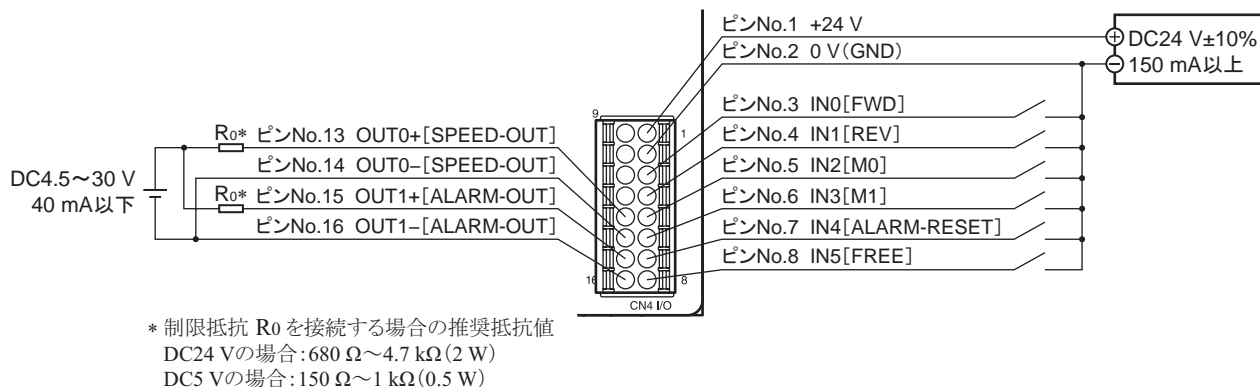 ピンNo.1 +24 V
ピンNo.2 0 V(GND)
DC24 V±10%
150 mA以上
ピンNo.3 IN0[FWD]
ピンNo.4 IN1[REV]
ピンNo.5 IN2[M0]
ピンNo.6 IN3[M1]
ピンNo.7 IN4[ALARM-RESET]
ピンNo.8 IN5[FREE]
9
1
R0* ピンNo.13 OUT0+[SPEED-OUT]
ピンNo.14 OUT0−[SPEED-OUT]
R0* ピンNo.15 OUT1+[ALARM-OUT]
ピンNo.16 OUT1−[ALARM-OUT]
DC4.5〜30 V
40 mA以下
16
8
CN4 I/O
* 制限抵抗 R0 を接続する場合の推奨抵抗値
DC24 Vの場合:680 Ω〜4.7 kΩ(2 W)
DC5 Vの場合:150 Ω〜1 kΩ(0.5 W)